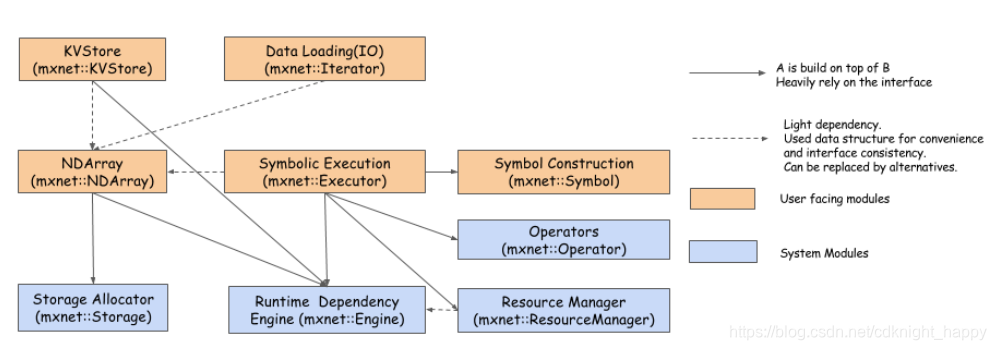 KVStore
(mxnet::KVStore)
Data Loading(IO)
(mxnet::Iterator)
A is build on top of B
Heavily rely on the interface
Light dependency.
Used data structure for convenience
and interface consistency.
Can be replaced by alternatives.
NDArray
(mxnet::NDArray)
Symbolic Execution
(mxnet::Executor)
Symbol Construction
(mxnet::Symbol)
User facing modules
Operators
(mxnet::Operator)
System Modules
Storage Allocator
(mxnet::Storage)
Runtime Dependency
Engine (mxnet::Engine)
Resource Manager
(mxnet::ResourceManager)
https://blog.csdn.net/cdknight_happy